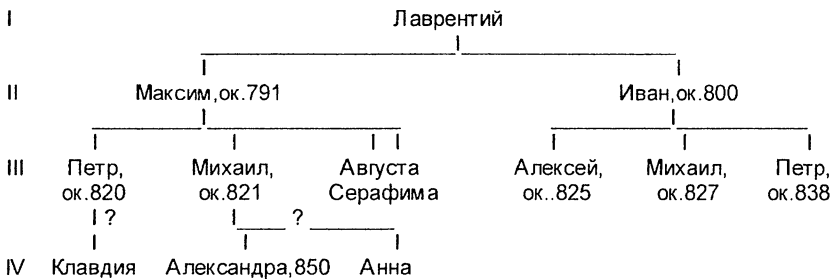 I Лаврентий
II Максим,ок.791 Иван,ок.800
III Петр, Михаил, Августа Алексей, Михаил, Петр,
ок.820 ок.821 Серафима ок..825 ок.827 ок.838
? ?
IV Клавдия Александра,850 Анна